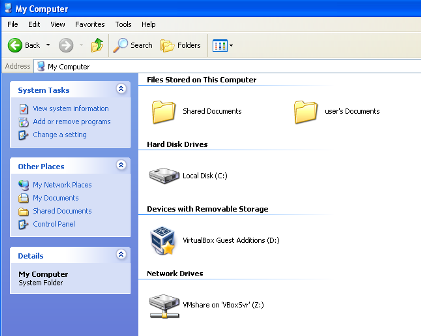 My Computer
File Edit View Favorites Tools Help
Back Search Folders
Address My Computer
System Tasks
View system information
Add or remove programs
Change a setting
Other Places
My Network Places
My Documents
Shared Documents
Control Panel
Details
My Computer
System Folder
Files Stored on This Computer
Shared Documents user's Documents
Hard Disk Drives
Local Disk (C:)
Devices with Removable Storage
VirtualBox Guest Additions (D:)
Network Drives
VMshare on 'VBoxSvr' (Z:)